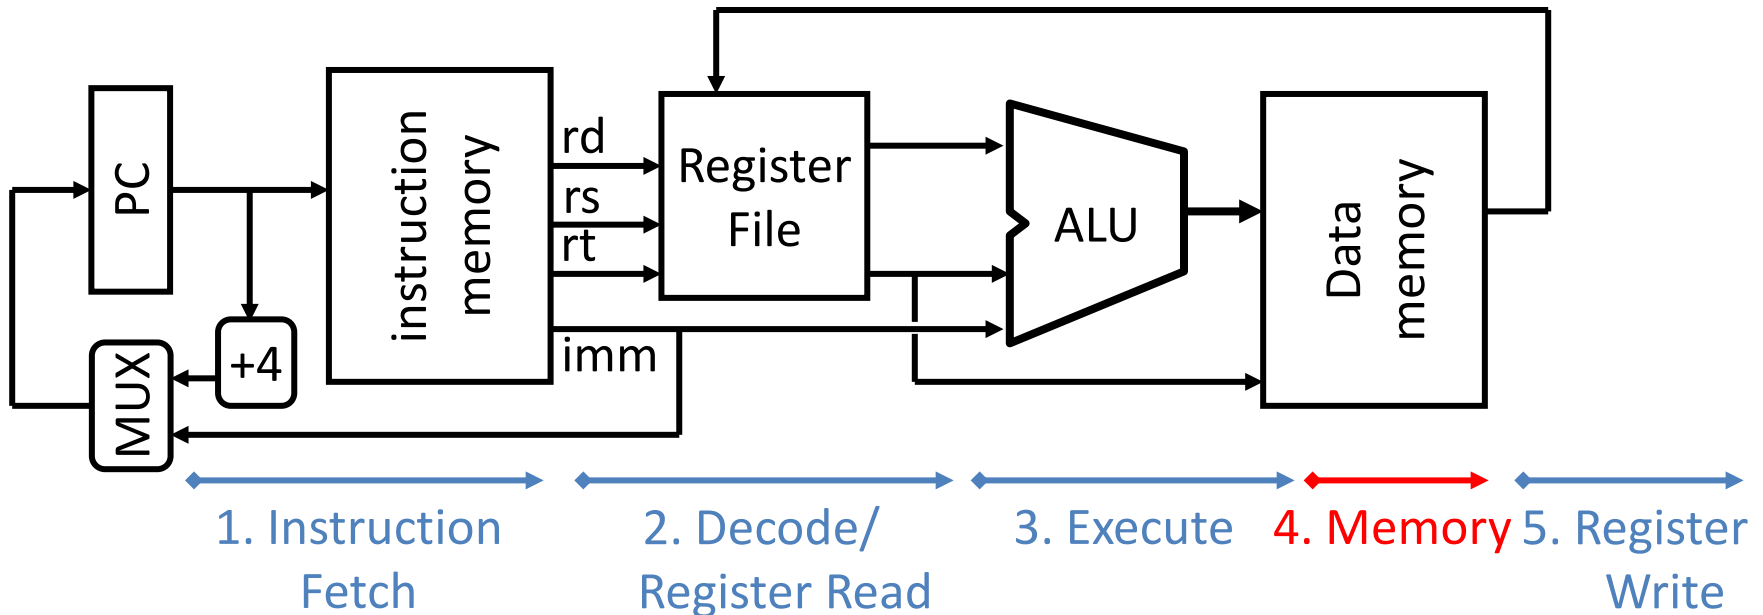 PC
instruction
memory
rd
rs
rt
imm
Register
File
ALU
Data
memory
+4
MUX
1. Instruction
Fetch
2. Decode/
Register Read
3. Execute
4. Memory
5. Register
Write